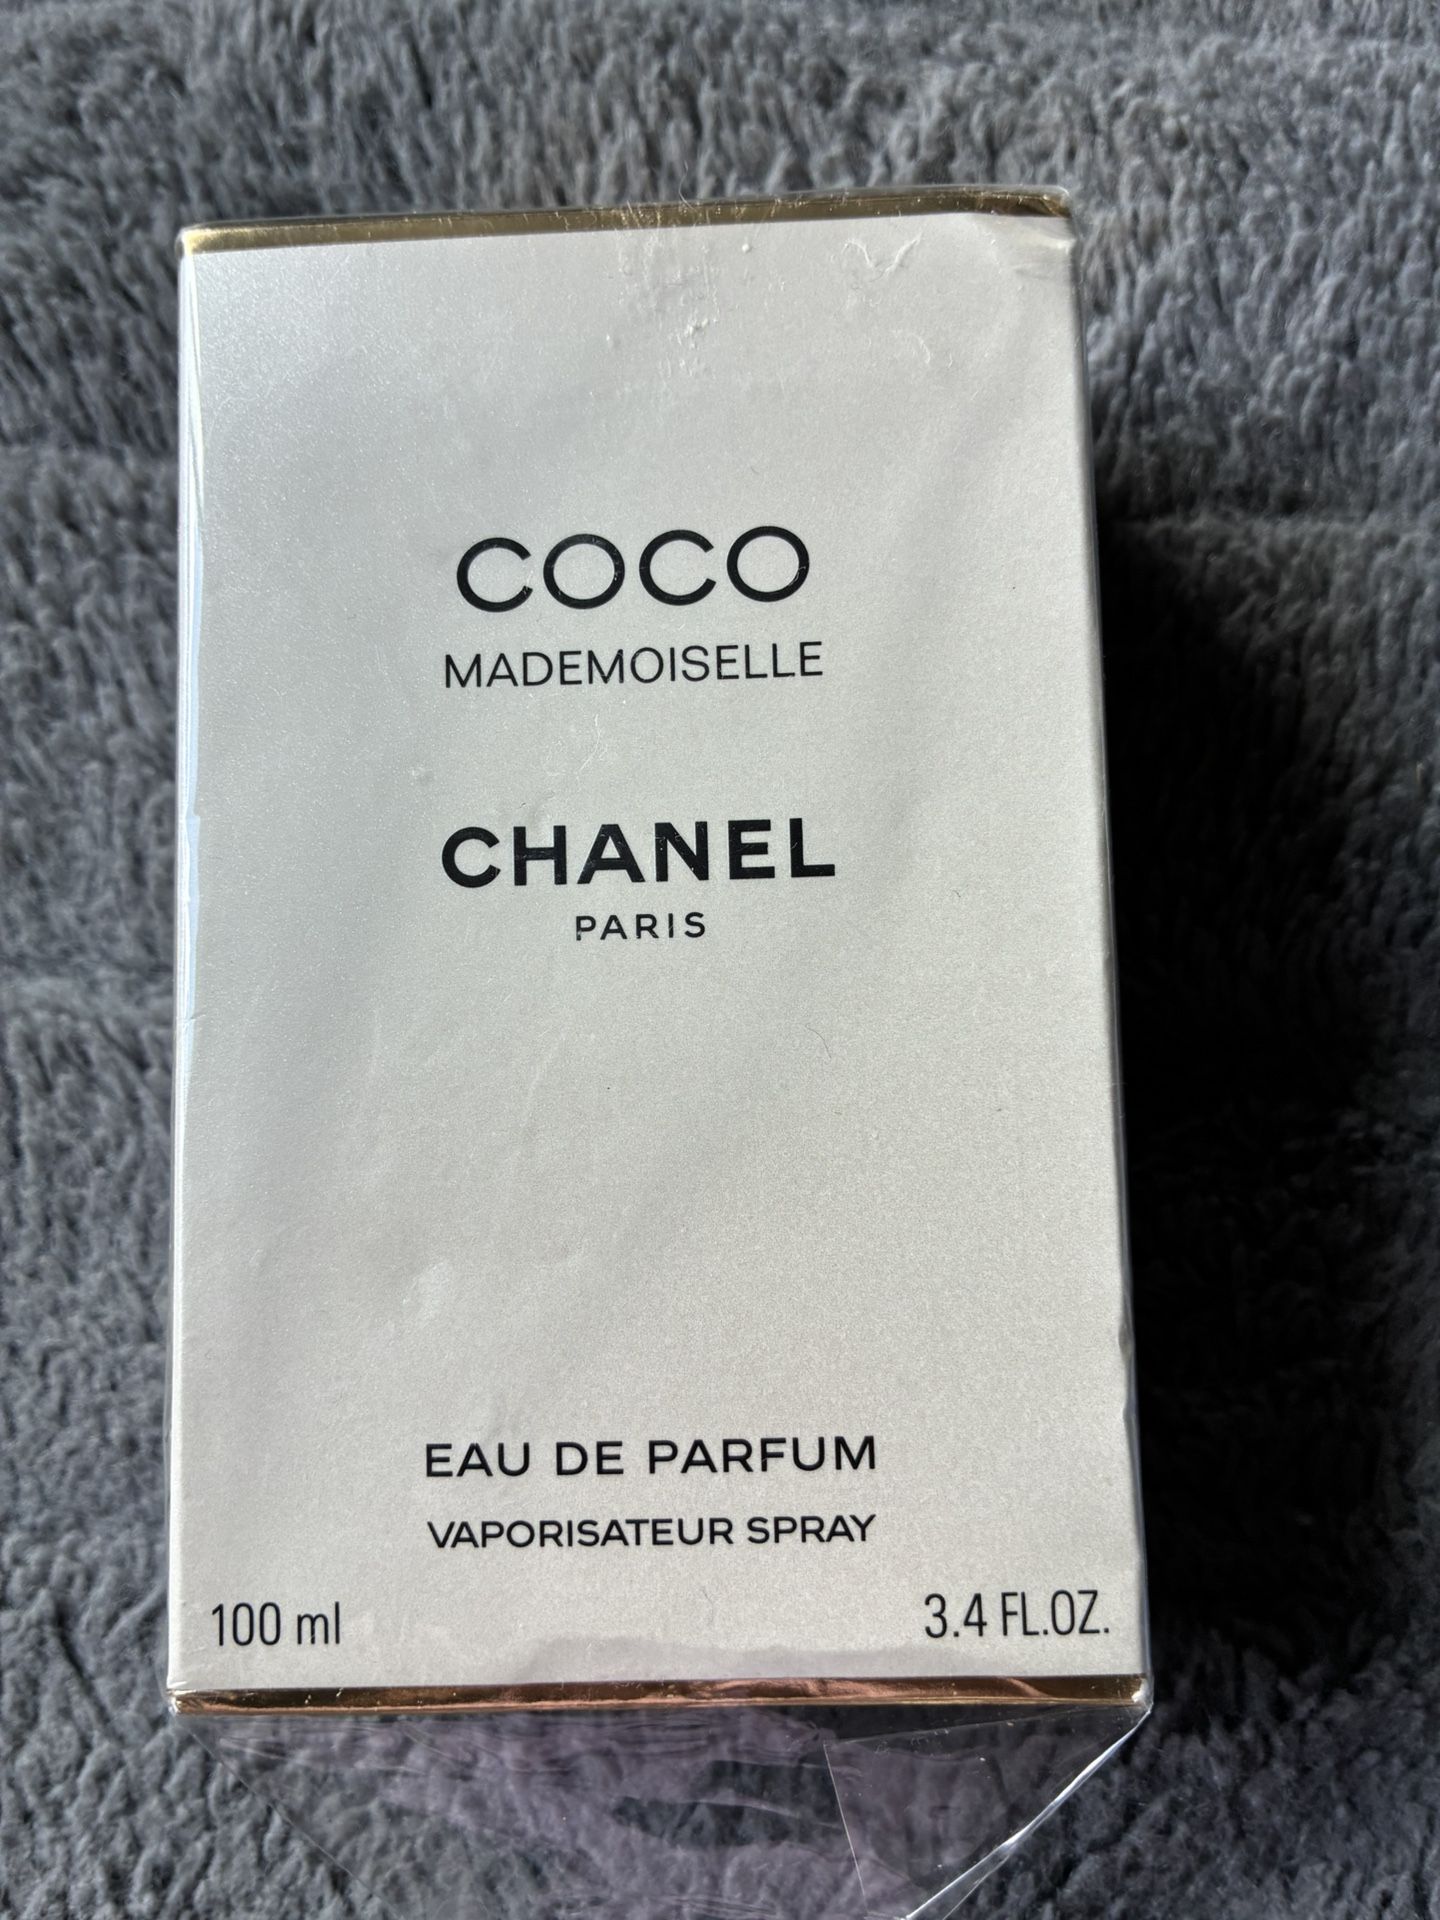 COCO
MADEMOISELLE
CHANEL
PARIS
EAU DE PARFUM
VAPORISATEUR SPRAY
100 ml 3.4 FL.OZ.